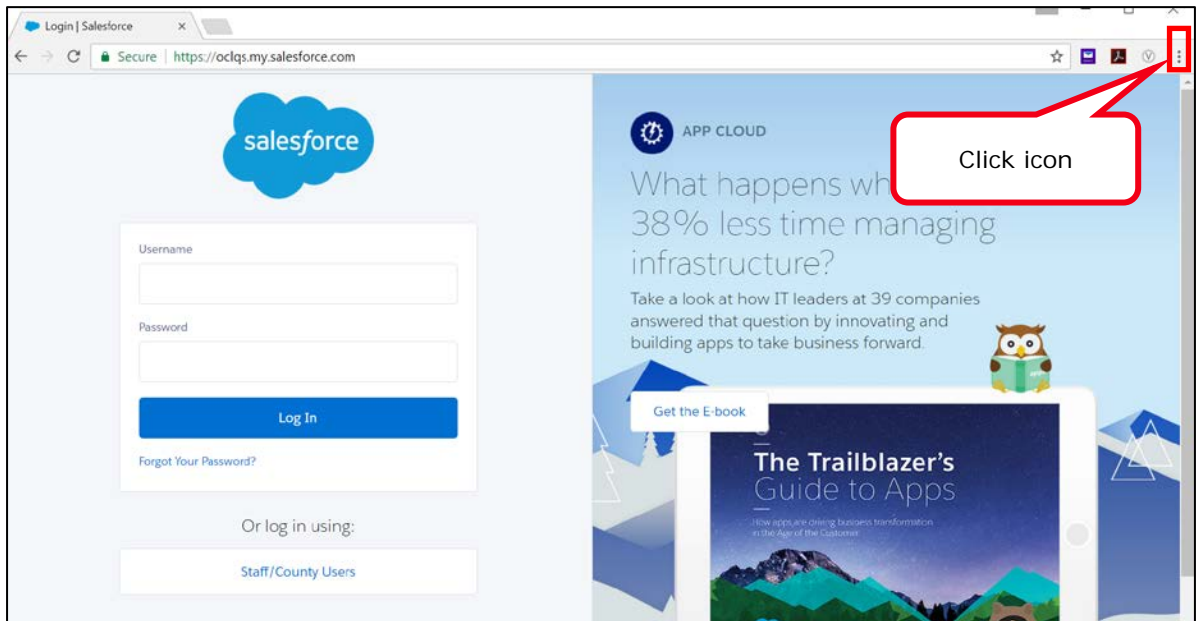 Login | Salesforce
Secure | https://oclqs.my.salesforce.com
salesforce
Username
Password
Log In
Forgot Your Password?
Or log in using:
Staff/County Users
APP CLOUD
Click icon
What happens wh
38% less time managing
infrastructure?
Take a look at how IT leaders at 39 companies
answered that question by innovating and
building apps to take business forward.
Get the E-book
The Trailblazer's
Guide to Apps
How apps are driving business transformation
in the Age of the Customer